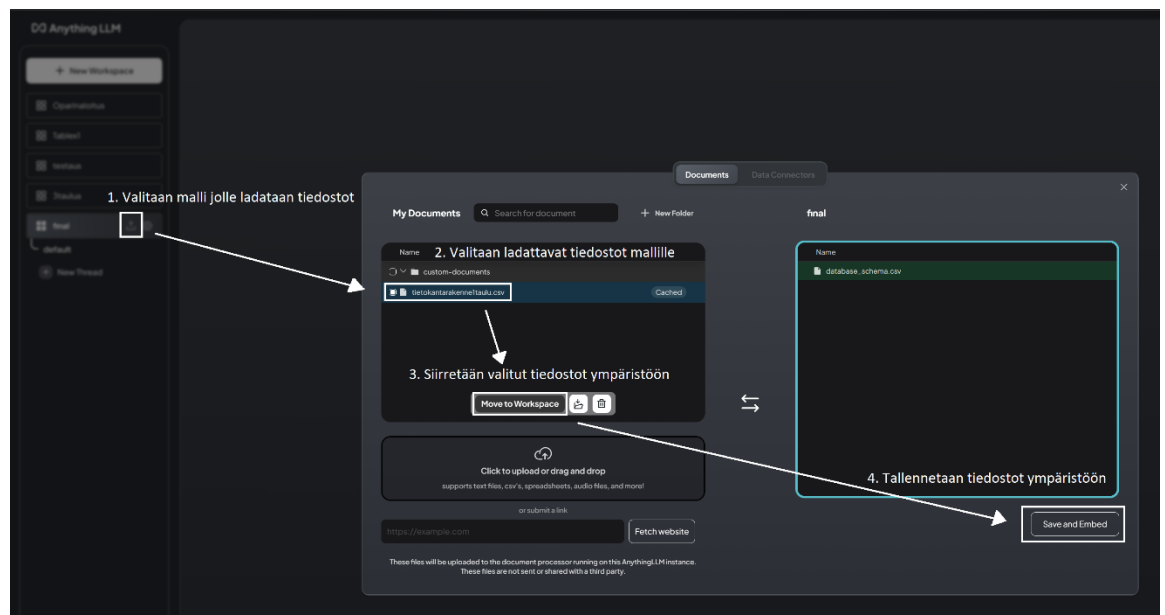 Anything LLM
+ New Workspace
Oparinaloitus
Tablex1
testaus
1. Valitaan malli jolle ladataan tiedostot
final
default
+ New Thread
Documents
Data Connectors
×
My Documents
Search for document
+ New Folder
final
Name
2. Valitaan ladattavat tiedostot mallille
custom-documents
tietokantarakenne1taulu.csv
Cached
Name
database_schema.csv
3. Siirretään valitut tiedostot ympäristöön
Move to Workspace
Click to upload or drag and drop
supports text files, csv's, spreadsheets, audio files, and more!
or submit a link
https://example.com
Fetch website
These files will be uploaded to the document processor running on this AnythingLLM instance.
These files are not sent or shared with a third party.
4. Tallennetaan tiedostot ympäristöön
Save and Embed